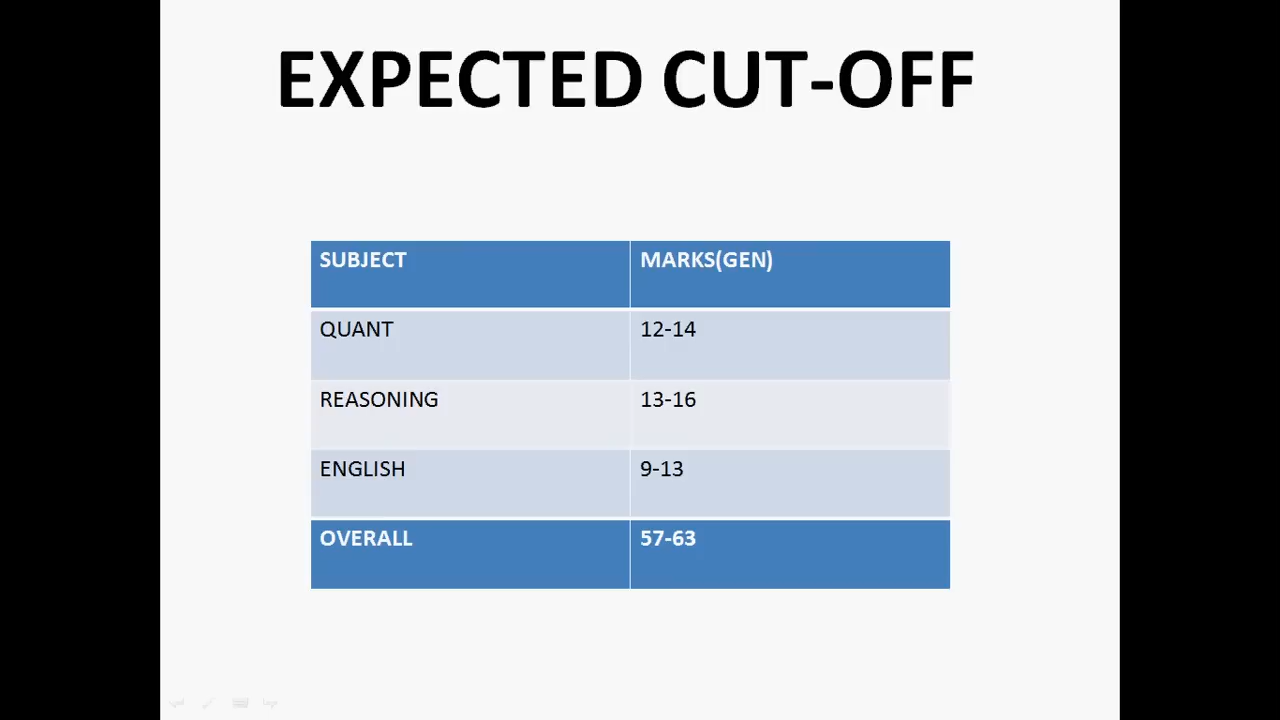 EXPECTED CUT-OFF
SUBJECT MARKS(GEN)
QUANT 12-14
REASONING 13-16
ENGLISH 9-13
OVERALL 57-63